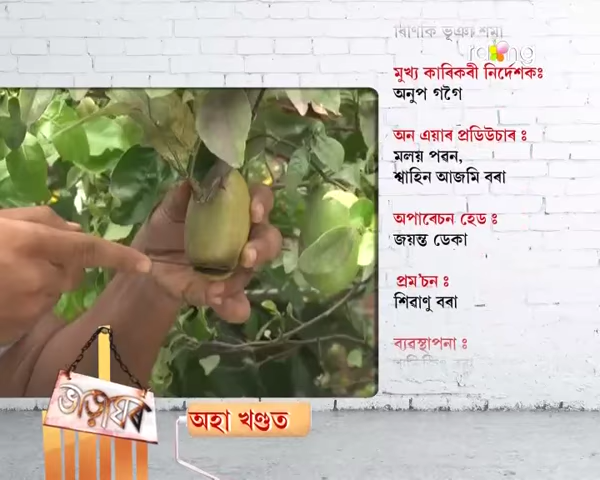 rang
মুখ্য কাৰিকৰী নিৰ্দেশকঃ
অনুপ গগৈ
অন এয়াৰ প্ৰডিউচাৰ ঃ
মলয় পৱন,
শ্বাহিন আজমি বৰা
অপাৰেচন হেড ঃ
জয়ন্ত ডেকা
প্ৰম'চন ঃ
শিৱাণু বৰা
ব্যৱস্থাপনা ঃ
ভাড়াঘৰ
অহা খণ্ডত